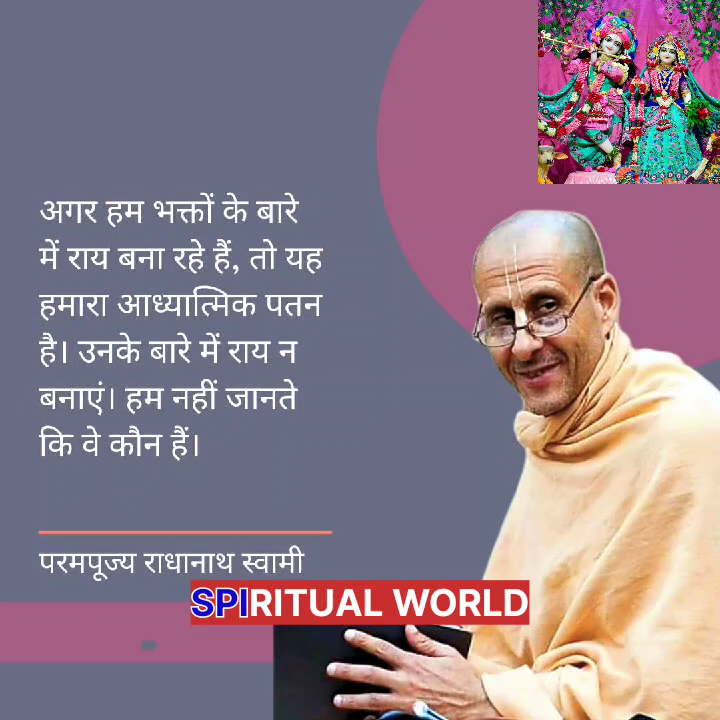 अगर हम भक्तों के बारे
में राय बना रहे हैं, तो यह
हमारा आध्यात्मिक पतन
है। उनके बारे में राय न
बनाएं। हम नहीं जानते
कि वे कौन हैं।
परमपूज्य राधानाथ स्वामी
SPIRITUAL WORLD